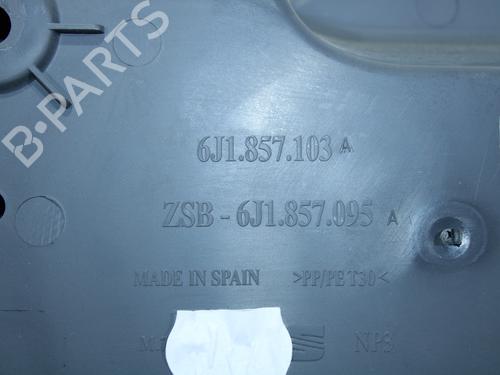 B-PARTS
6J1.857.103 A
ZSB - 6J1.857.095 A
MADE IN SPAIN >PP/PE T30<
NPS